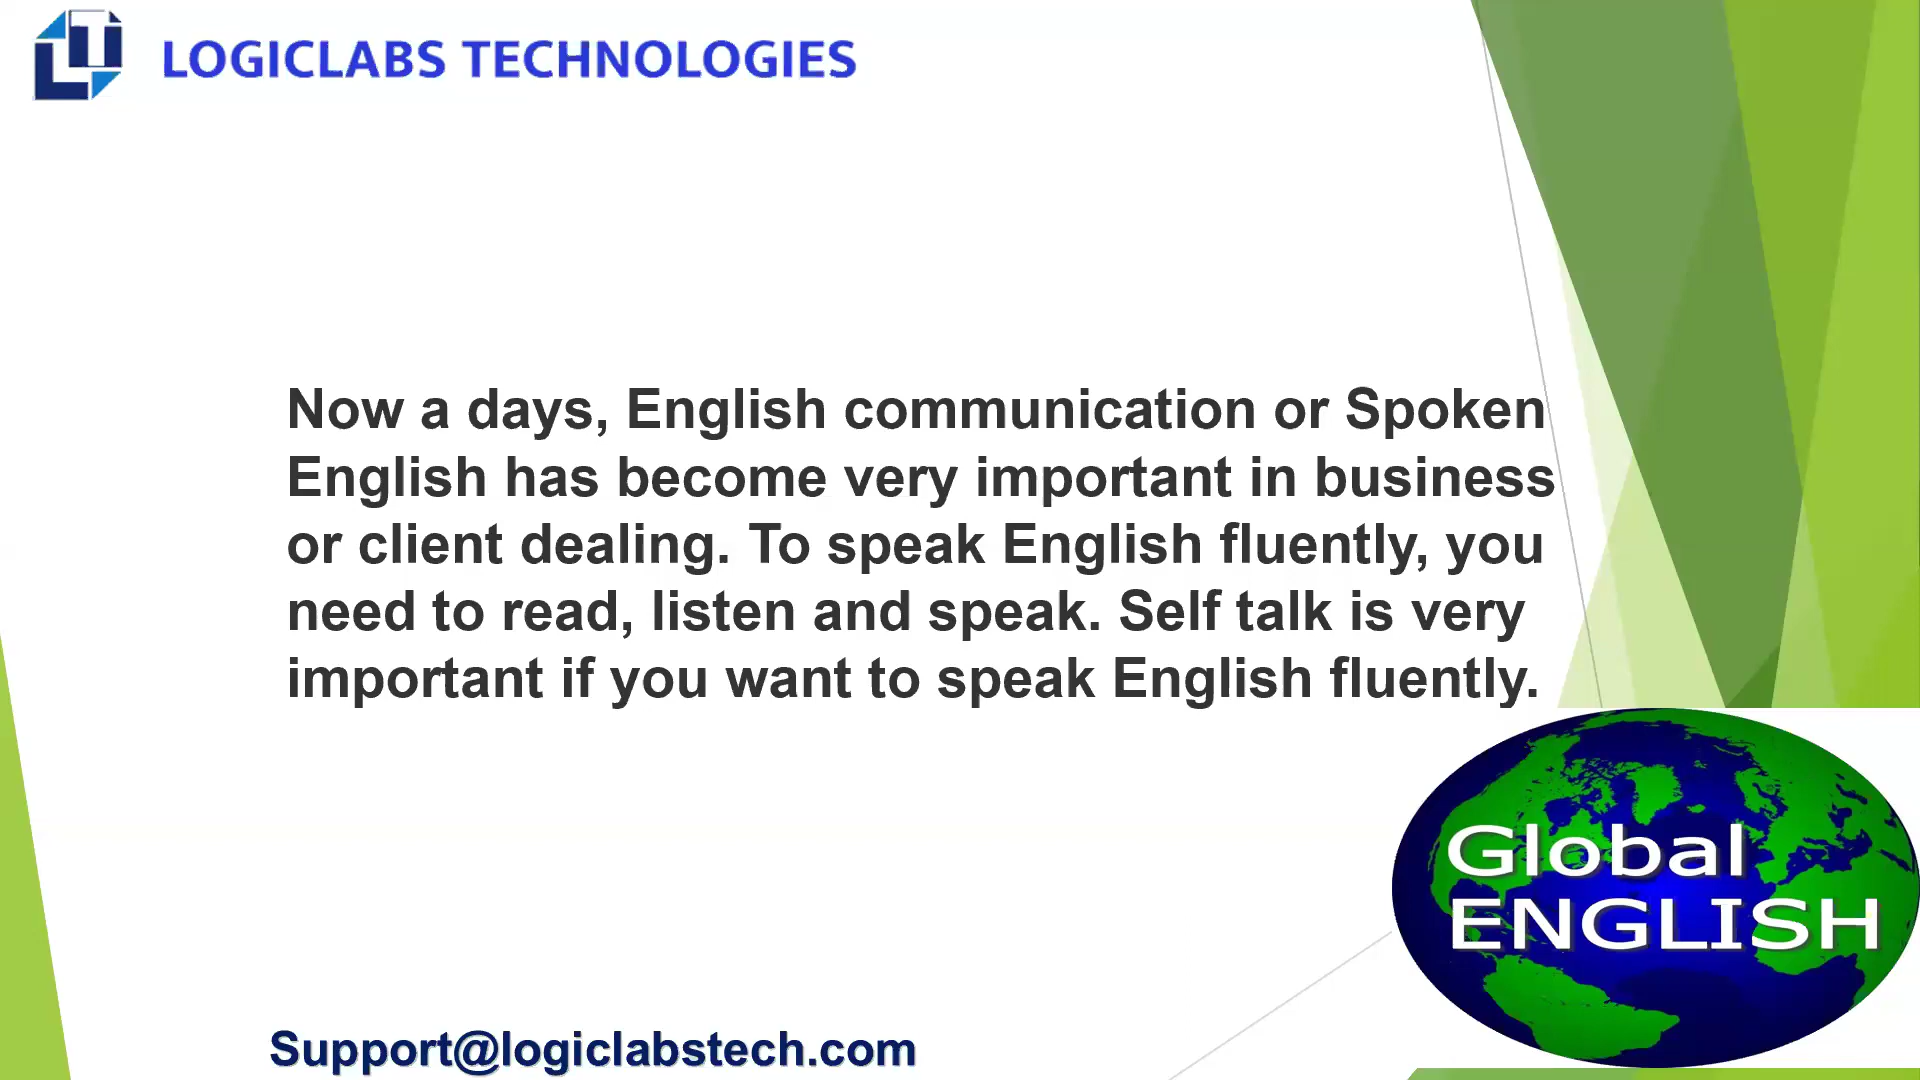 LOGICLABS TECHNOLOGIES
Now a days, English communication or Spoken
English has become very important in business
or client dealing. To speak English fluently, you
need to read, listen and speak. Self talk is very
important if you want to speak English fluently.
Global
ENGLISH
Support@logiclabstech.com